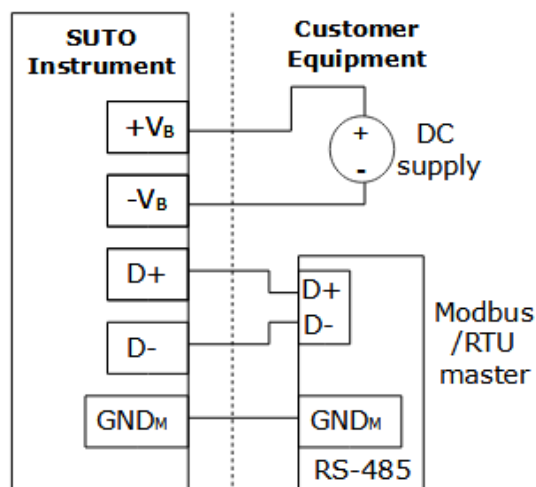 SUTO
Instrument
Customer
Equipment
+VB
-VB
D+
D-
GNDM
+
-
DC
supply
D+
D-
GNDM
RS-485
Modbus
/RTU
master